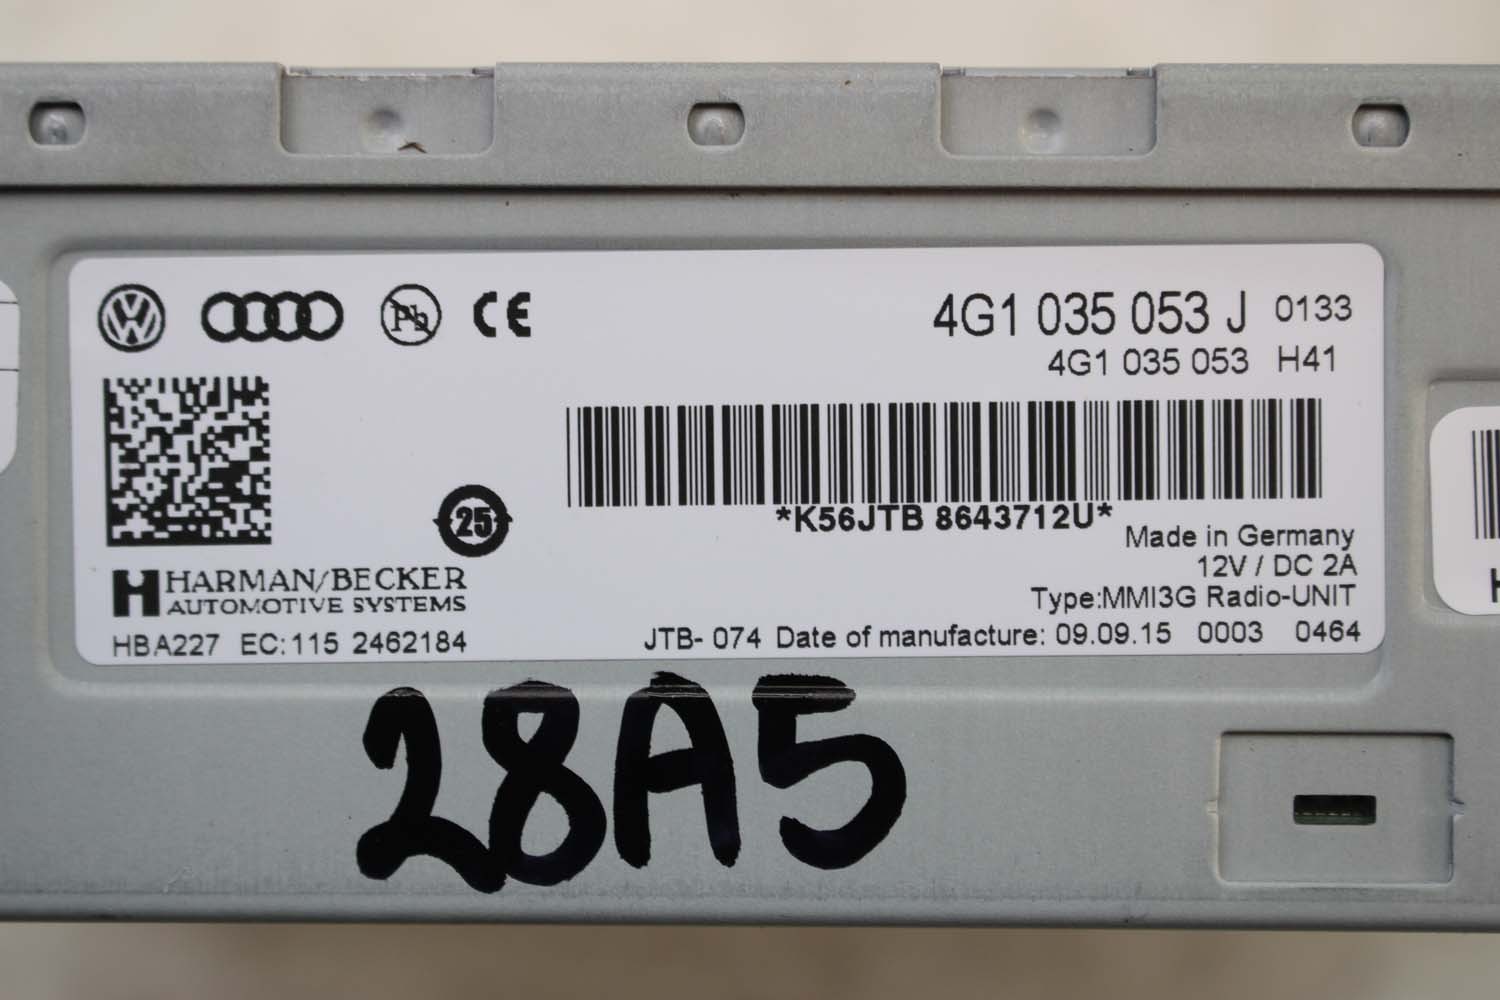 Pb CE
4G1 035 053 J 0133
4G1 035 053 H41
*K56JTB 8643712U*
25
Made in Germany
12V / DC 2A
Type:MMI3G Radio-UNIT
HARMAN/BECKER
AUTOMOTIVE SYSTEMS
HBA227 EC:115 2462184
JTB- 074 Date of manufacture: 09.09.15 0003 0464
28A5
H